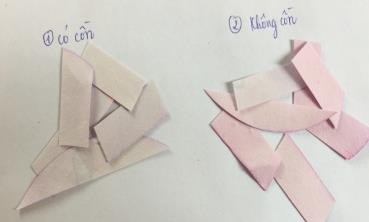 ① có cồn
② Không cồn